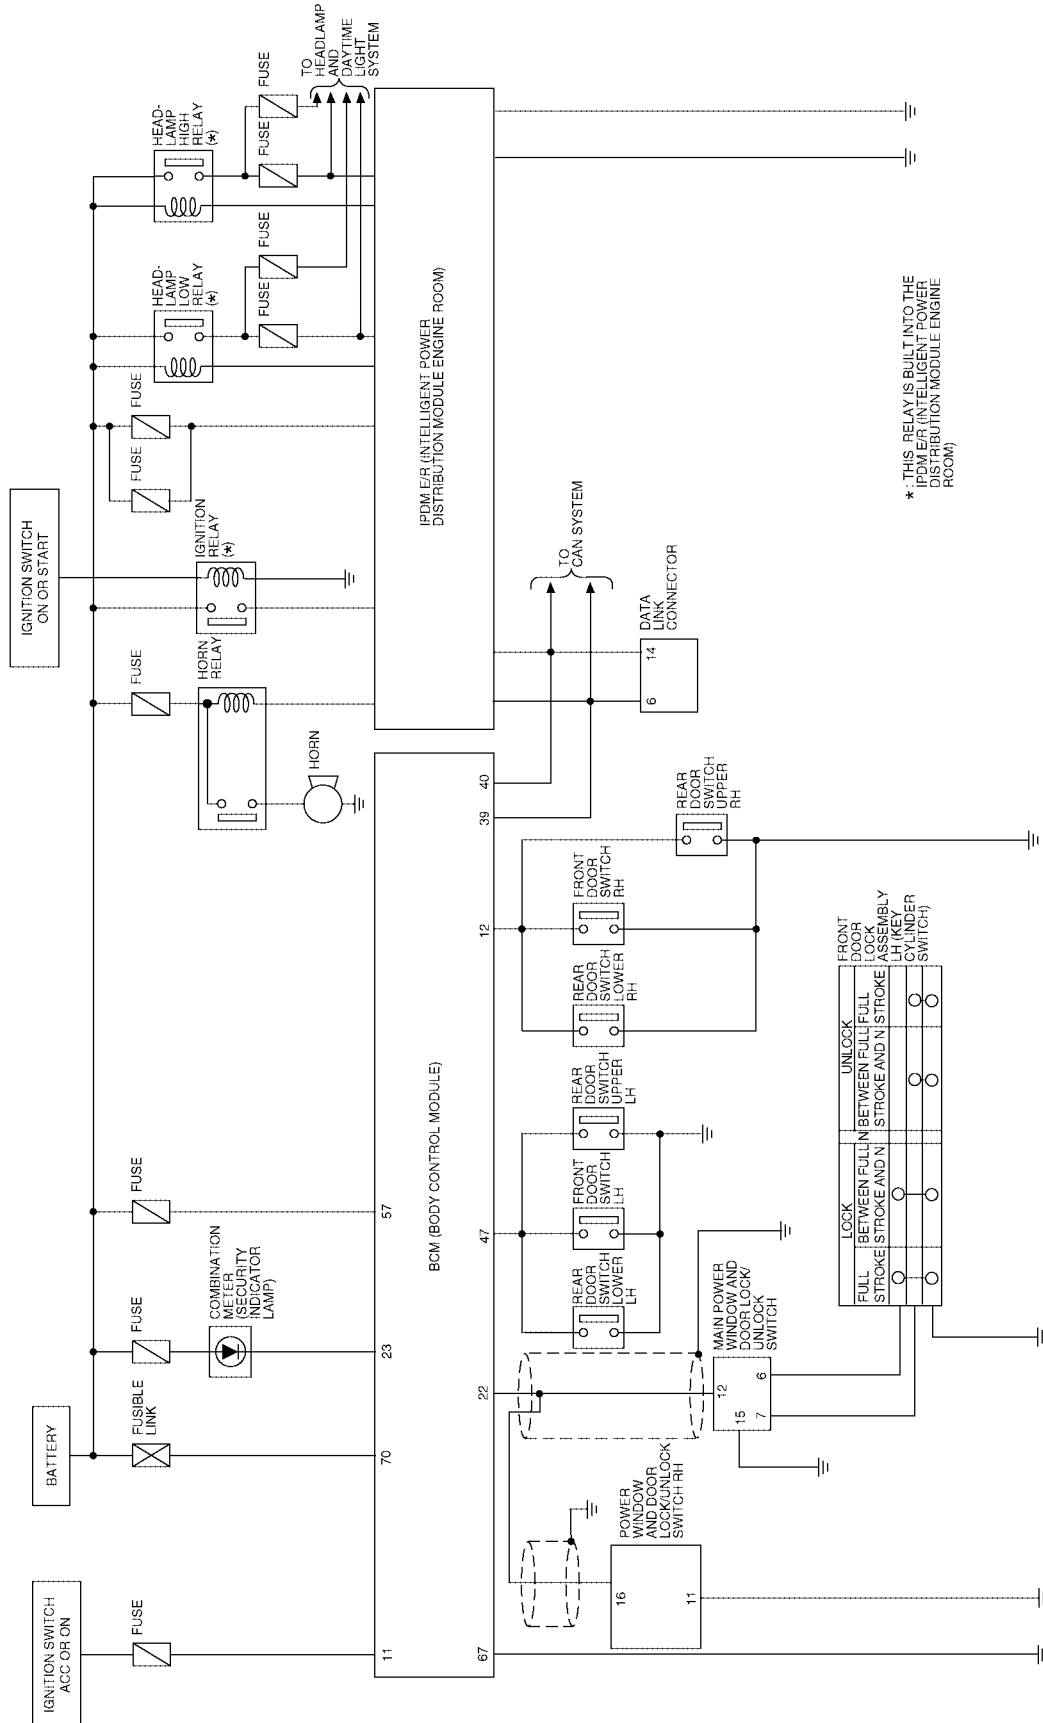 IGNITION SWITCH
ACC OR ON
BATTERY
IGNITION SWITCH
ON OR START
FUSE
FUSIBLE
LINK
FUSE
COMBINATION
METER
(SECURITY
INDICATOR
LAMP)
FUSE
FUSE
HORN
RELAY
HORN
IGNITION
RELAY
(*)
FUSE
FUSE
HEAD-
LAMP
LOW
RELAY
(*)
FUSE
FUSE
HEAD-
LAMP
HIGH
RELAY
(*)
FUSE
FUSE
TO
HEADLAMP
AND
DAYTIME
LIGHT
SYSTEM
11
70
23
57
BCM (BODY CONTROL MODULE)
IPDM E/R (INTELLIGENT POWER
DISTRIBUTION MODULE ENGINE ROOM)
67
22
47
12
39
40
POWER
WINDOW
AND DOOR
LOCK/UNLOCK
SWITCH RH
16
11
MAIN POWER
WINDOW AND
DOOR LOCK/
UNLOCK
SWITCH
12
15
7
6
REAR
DOOR
SWITCH
LOWER
LH
FRONT
DOOR
SWITCH
LH
REAR
DOOR
SWITCH
UPPER
LH
REAR
DOOR
SWITCH
LOWER
RH
FRONT
DOOR
SWITCH
RH
REAR
DOOR
SWITCH
UPPER
RH
TO
CAN SYSTEM
DATA
LINK
CONNECTOR
6
14
LOCK
UNLOCK
FULL
STROKE
BETWEEN FULL
STROKE AND N
N
BETWEEN FULL
STROKE AND N
FULL
STROKE
FRONT
DOOR
LOCK
ASSEMBLY
LH (KEY
CYLINDER
SWITCH)
* : THIS RELAY IS BUILT INTO THE
IPDM E/R (INTELLIGENT POWER
DISTRIBUTION MODULE ENGINE
ROOM)